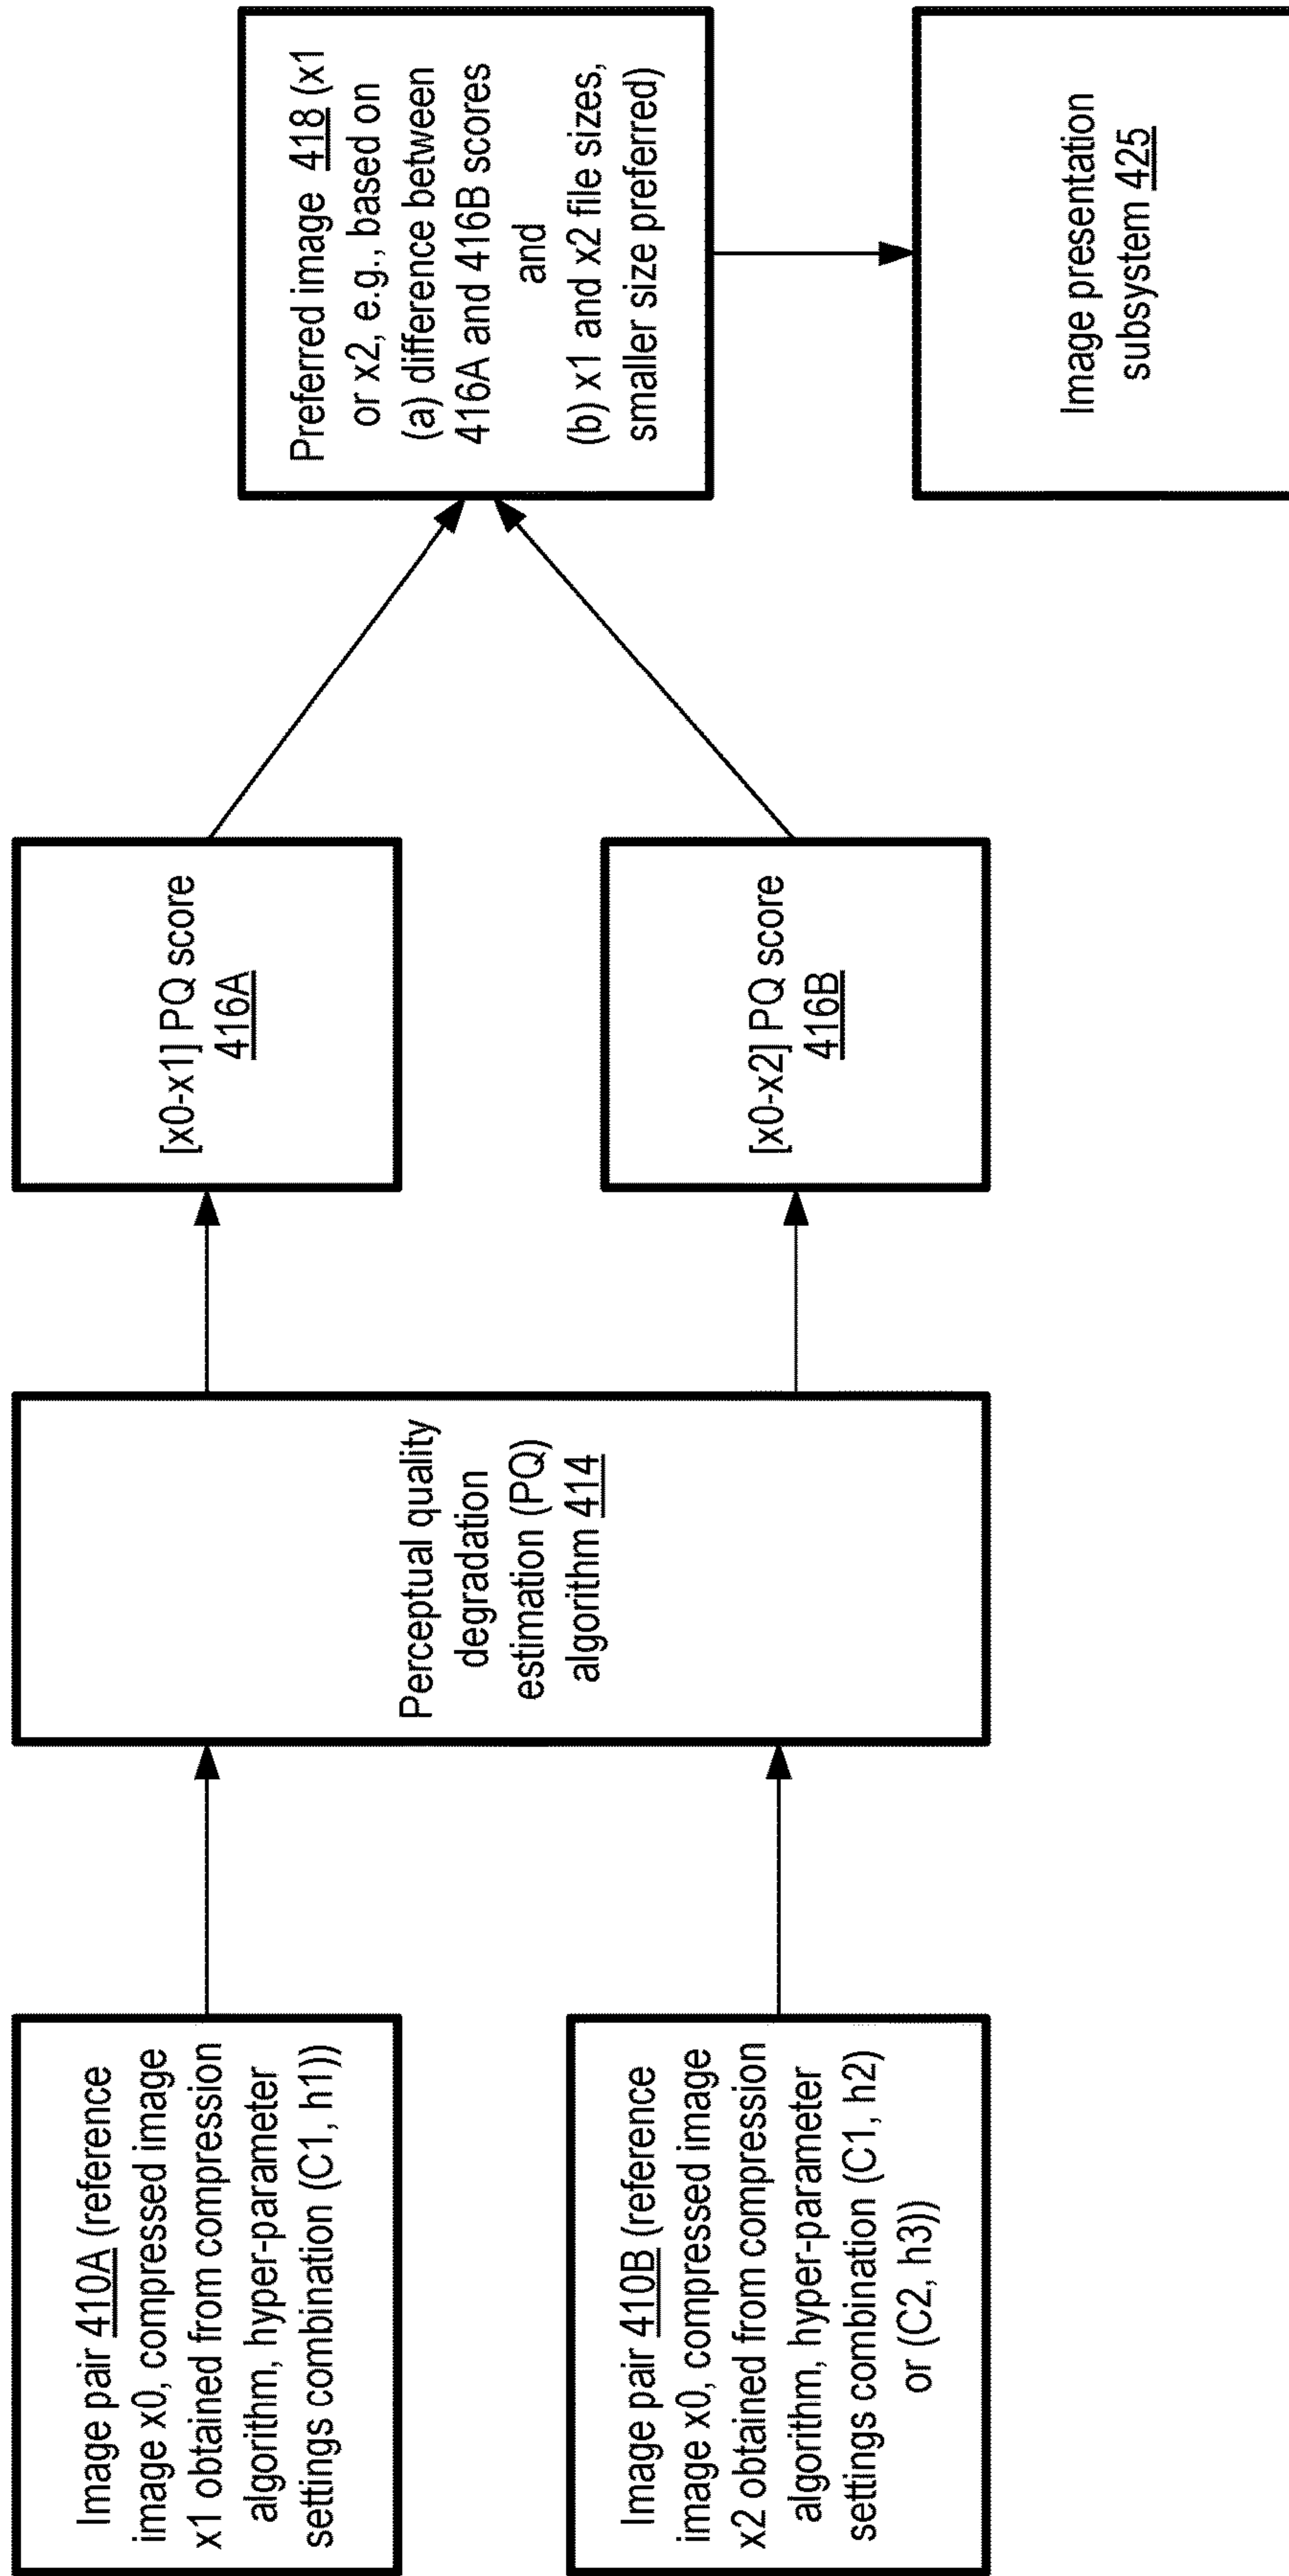 Image pair 410A (reference
image x0, compressed image
x1 obtained from compression
algorithm, hyper-parameter
settings combination (C1, h1))
Image pair 410B (reference
image x0, compressed image
x2 obtained from compression
algorithm, hyper-parameter
settings combination (C1, h2)
or (C2, h3))
Perceptual quality
degradation
estimation (PQ)
algorithm 414
[x0-x1] PQ score
416A
[x0-x2] PQ score
416B
Preferred image 418 (x1
or x2, e.g., based on
(a) difference between
416A and 416B scores
and
(b) x1 and x2 file sizes,
smaller size preferred)
Image presentation
subsystem 425